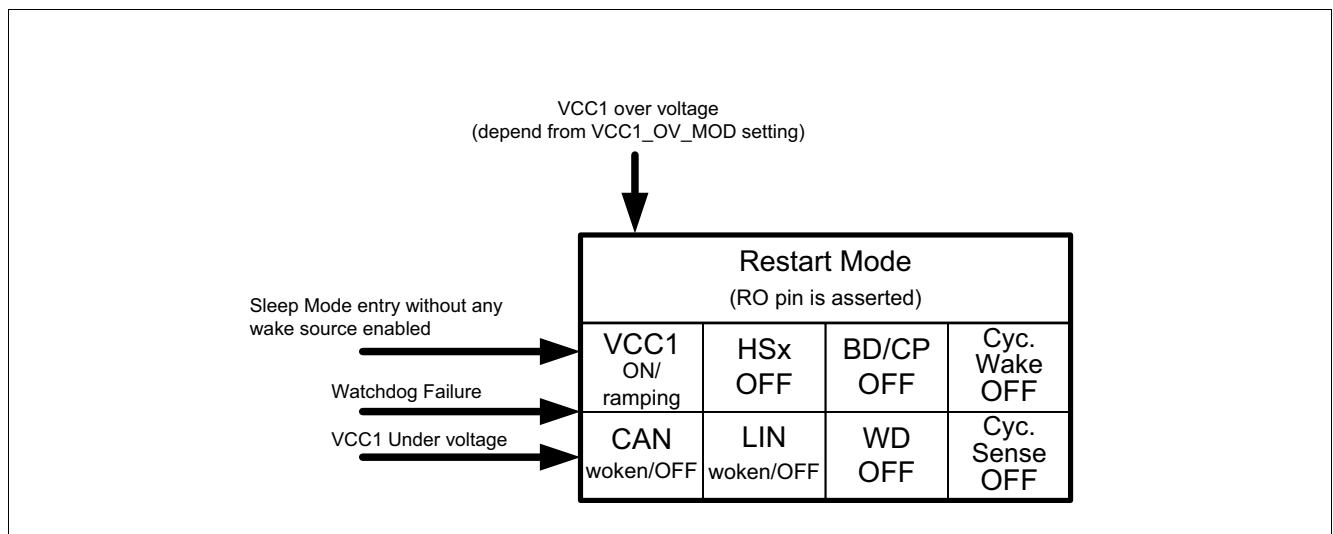 VCC1 over voltage
(depend from VCC1_OV_MOD setting)
Restart Mode
(RO pin is asserted)
Sleep Mode entry without any
wake source enabled
Watchdog Failure
VCC1 Under voltage
VCC1
ON/
ramping
HSx
OFF
BD/CP
OFF
Cyc.
Wake
OFF
CAN
woken/OFF
LIN
woken/OFF
WD
OFF
Cyc.
Sense
OFF